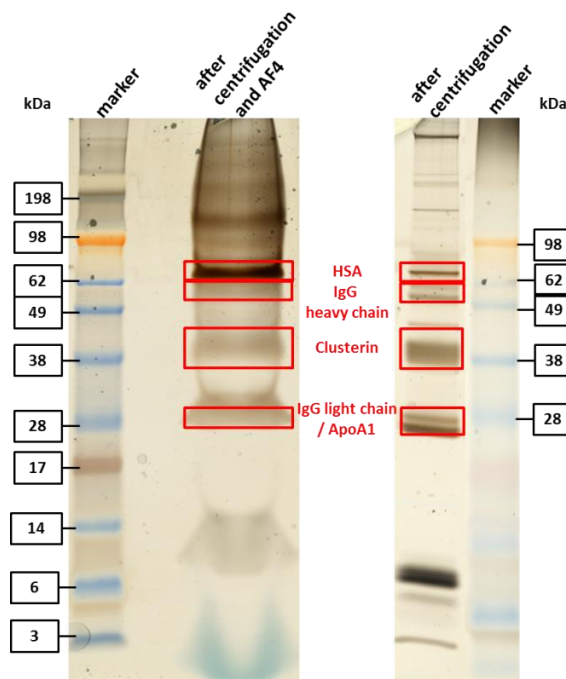 kDa
marker
after
centrifugation
and AF4
after
centrifugation
marker
kDa
198
98
62
49
38
28
17
14
6
3
HSA
IgG
heavy chain
Clusterin
IgG light chain
/ ApoA1
98
62
49
38
28